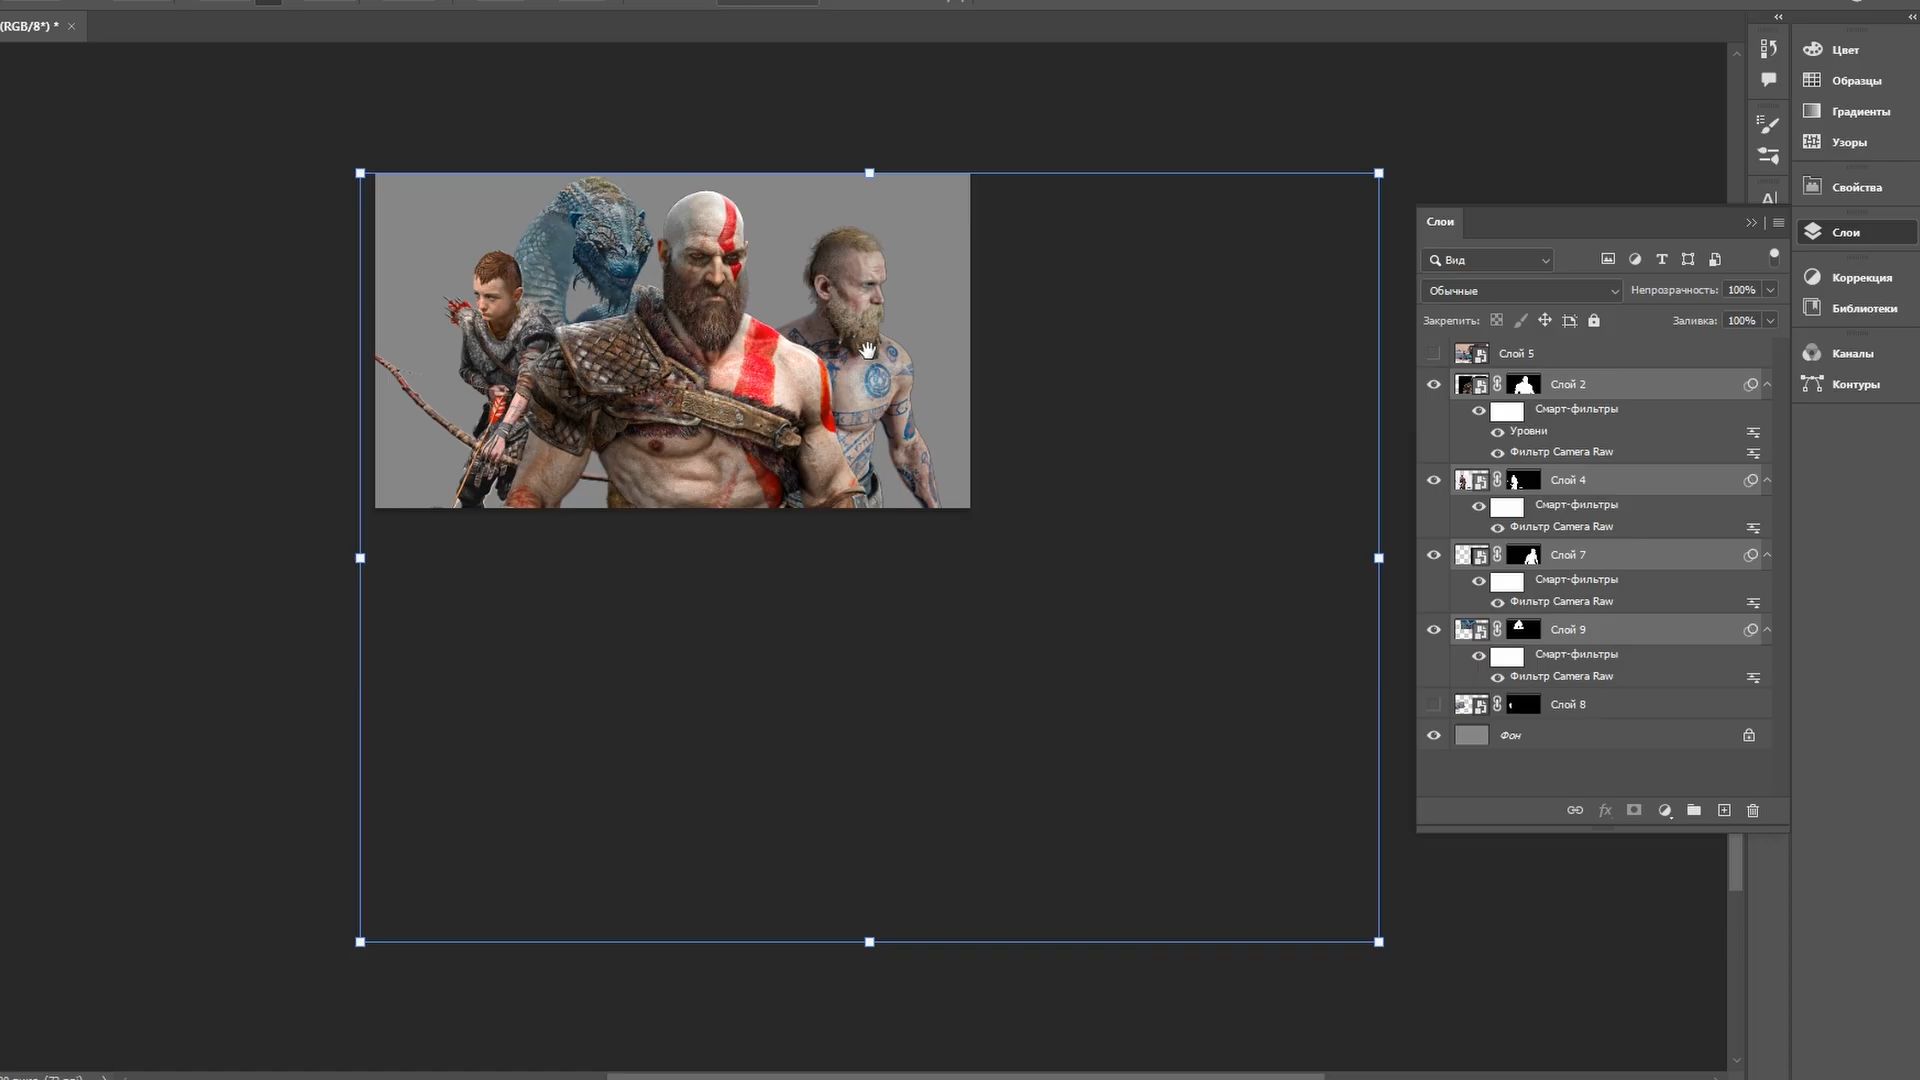 (RGB/8*) *
Цвет
Образцы
Градиенты
Узоры
Свойства
Слои
Коррекция
Библиотеки
Каналы
Контуры
Слои
Вид
Обычные
Непрозрачность: 100%
Закрепить:
Заливка: 100%
Слой 5
Слой 2
Смарт-фильтры
Уровни
Фильтр Camera Raw
Слой 4
Смарт-фильтры
Фильтр Camera Raw
Слой 7
Смарт-фильтры
Фильтр Camera Raw
Слой 9
Смарт-фильтры
Фильтр Camera Raw
Слой 8
Фон
fx